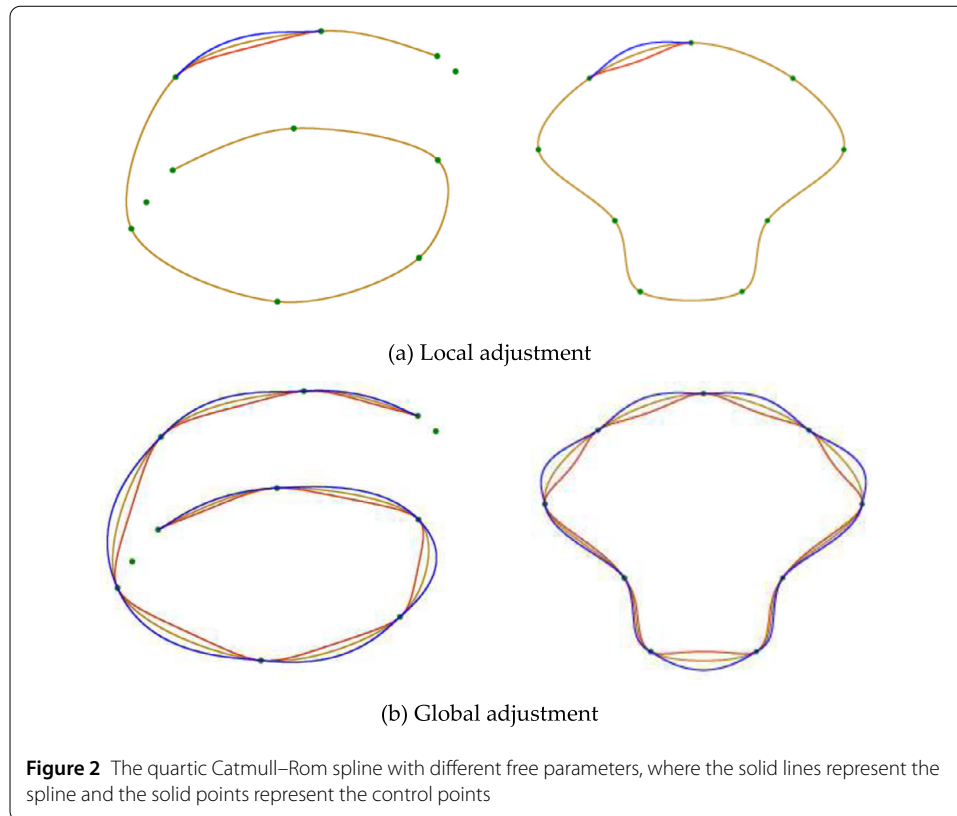 (a) Local adjustment
(b) Global adjustment
Figure 2 The quartic Catmull–Rom spline with different free parameters, where the solid lines represent the
spline and the solid points represent the control points